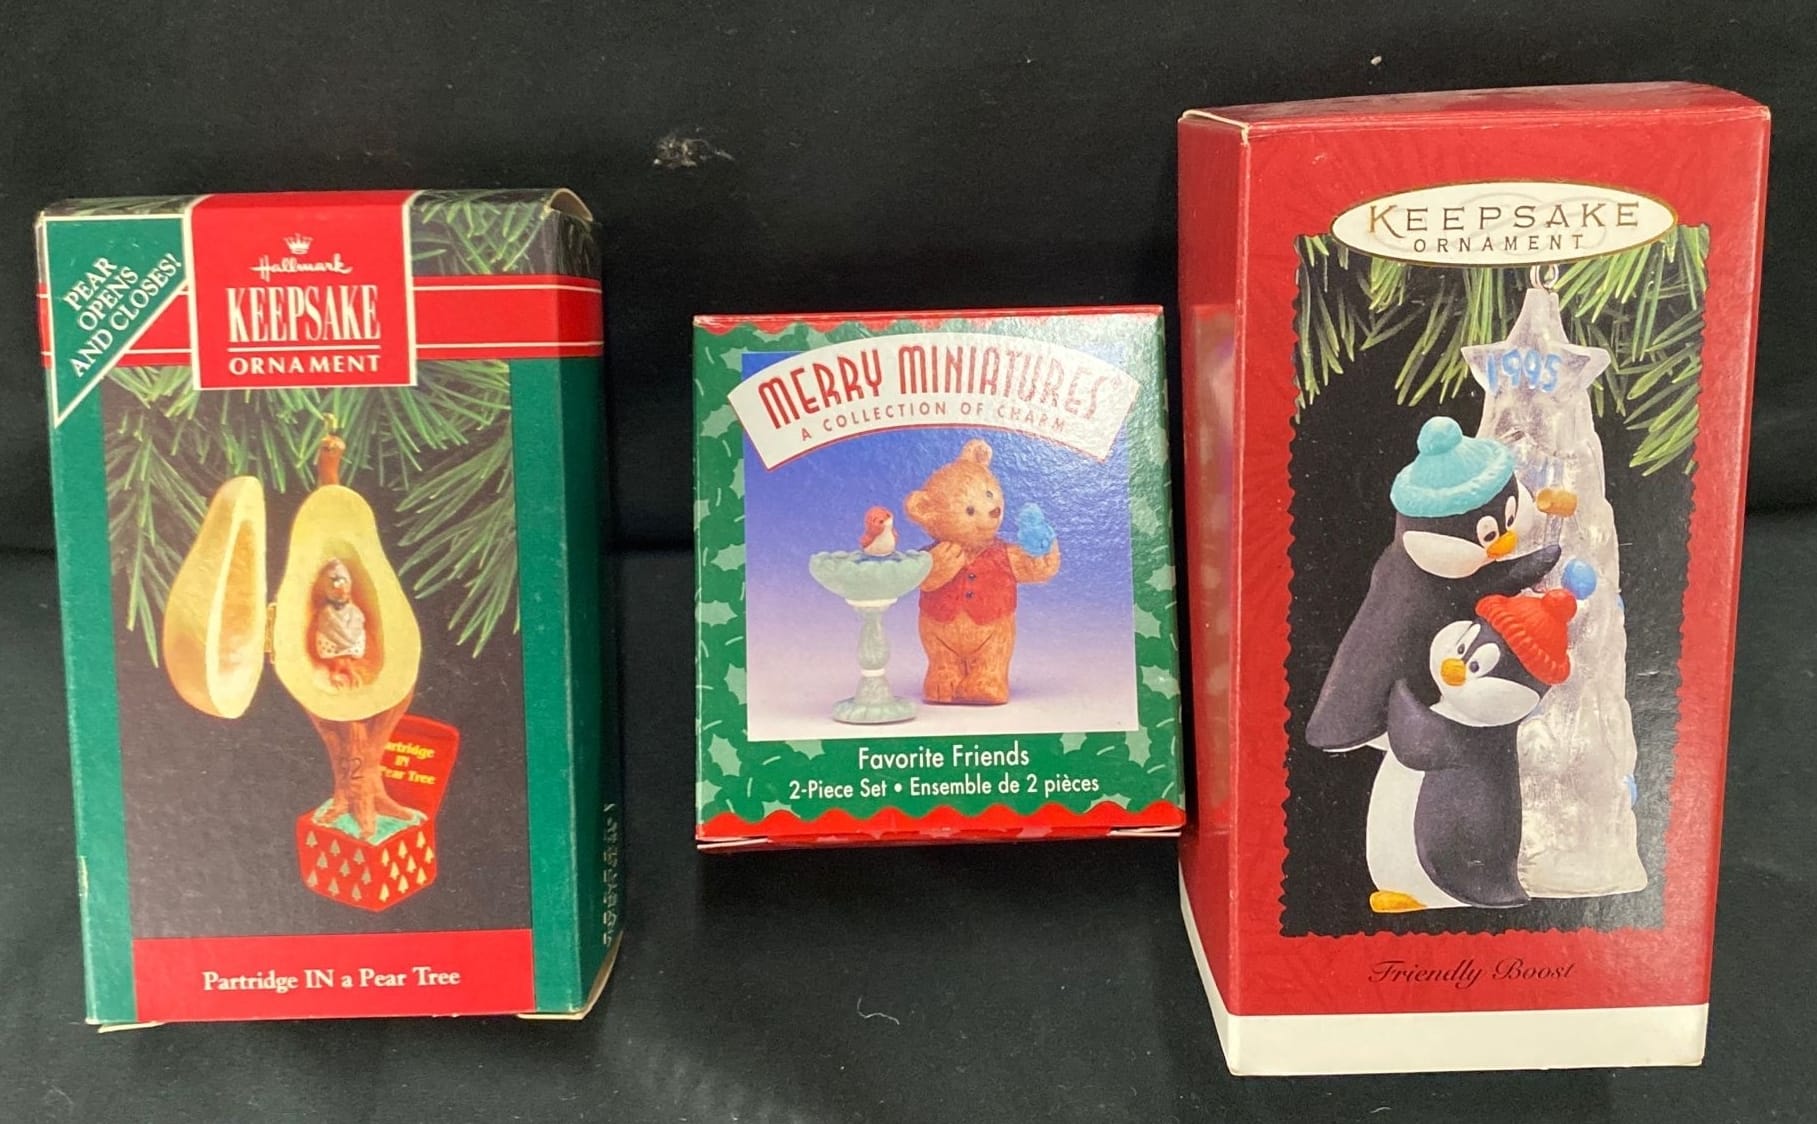 PEAR
OPENS
AND CLOSES!
Hallmark
KEEPSAKE
ORNAMENT
Partridge
IN
Pear Tree
92
Partridge IN a Pear Tree
MERRY MINIATURES
A COLLECTION OF CHARM
Favorite Friends
2-Piece Set • Ensemble de 2 pièces
KEEPSAKE
ORNAMENT
1995
Friendly Boost